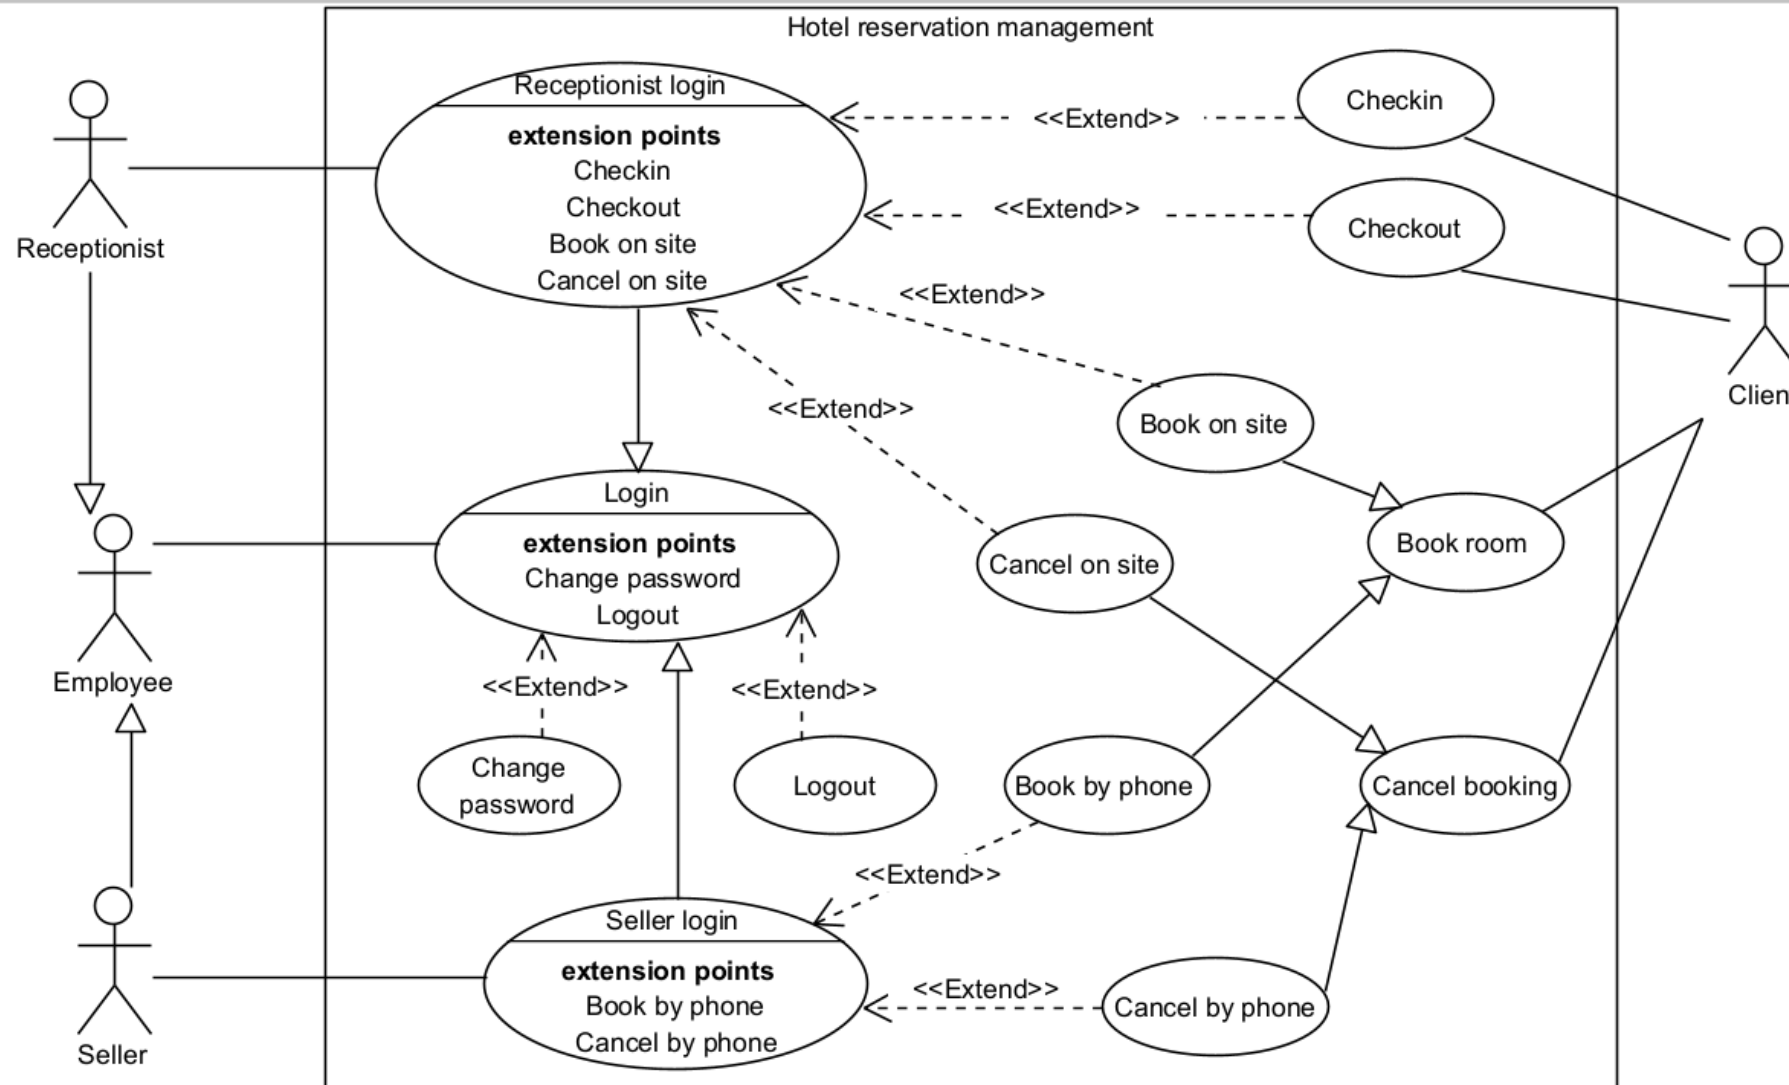 Hotel reservation management
Receptionist login
extension points
Checkin
Checkout
Book on site
Cancel on site
<<Extend>>
Checkin
<<Extend>>
Checkout
<<Extend>>
<<Extend>>
Receptionist
Clien
Book on site
Login
extension points
Change password
Logout
Cancel on site
Book room
Employee
<<Extend>>
<<Extend>>
Change
password
Logout
Book by phone
Cancel booking
<<Extend>>
Seller login
extension points
Book by phone
Cancel by phone
<<Extend>>
Cancel by phone
Seller